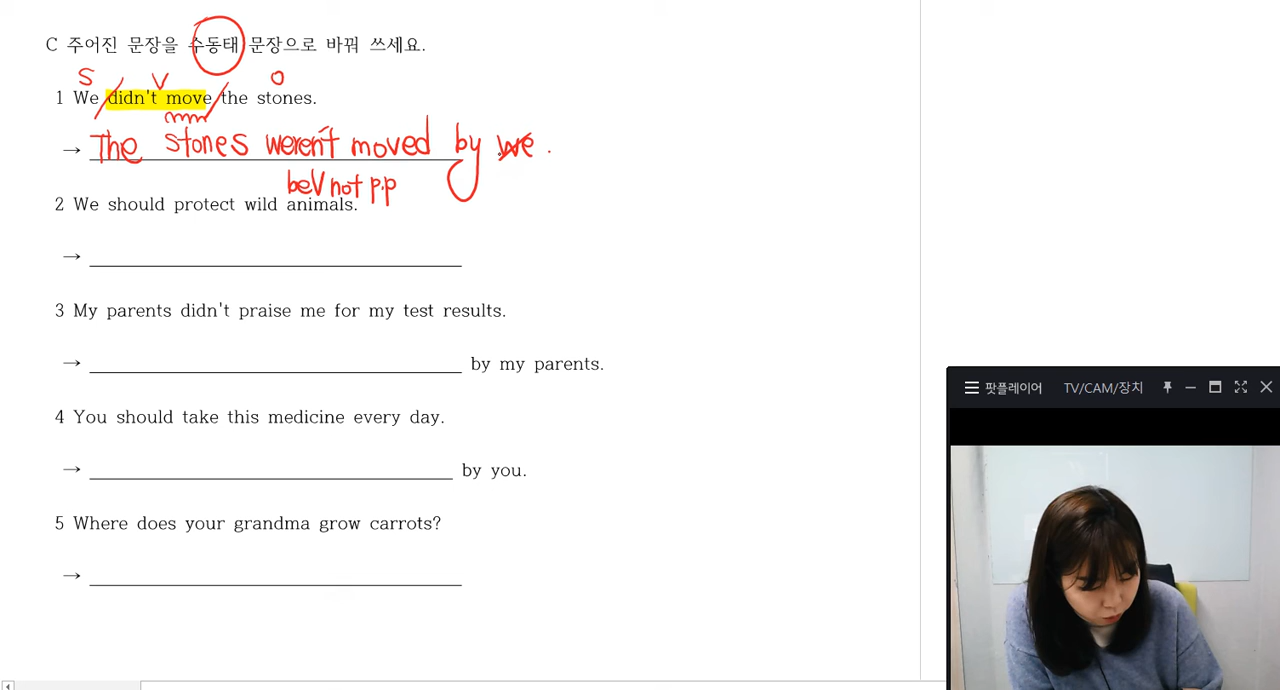 C 주어진 문장을 수동태 문장으로 바꿔 쓰세요.
S V O
1 We didn't move the stones.
→ The stones weren't moved by we.
beV not p.p
2 We should protect wild animals.
→
3 My parents didn't praise me for my test results.
→ by my parents.
4 You should take this medicine every day.
→ by you.
5 Where does your grandma grow carrots?
→
팟플레이어 TV/CAM/장치